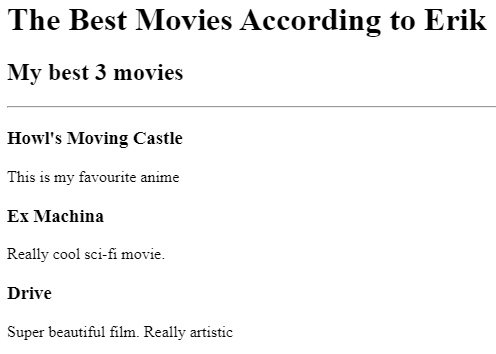 The Best Movies According to Erik
My best 3 movies
Howl's Moving Castle
This is my favourite anime
Ex Machina
Really cool sci-fi movie.
Drive
Super beautiful film. Really artistic